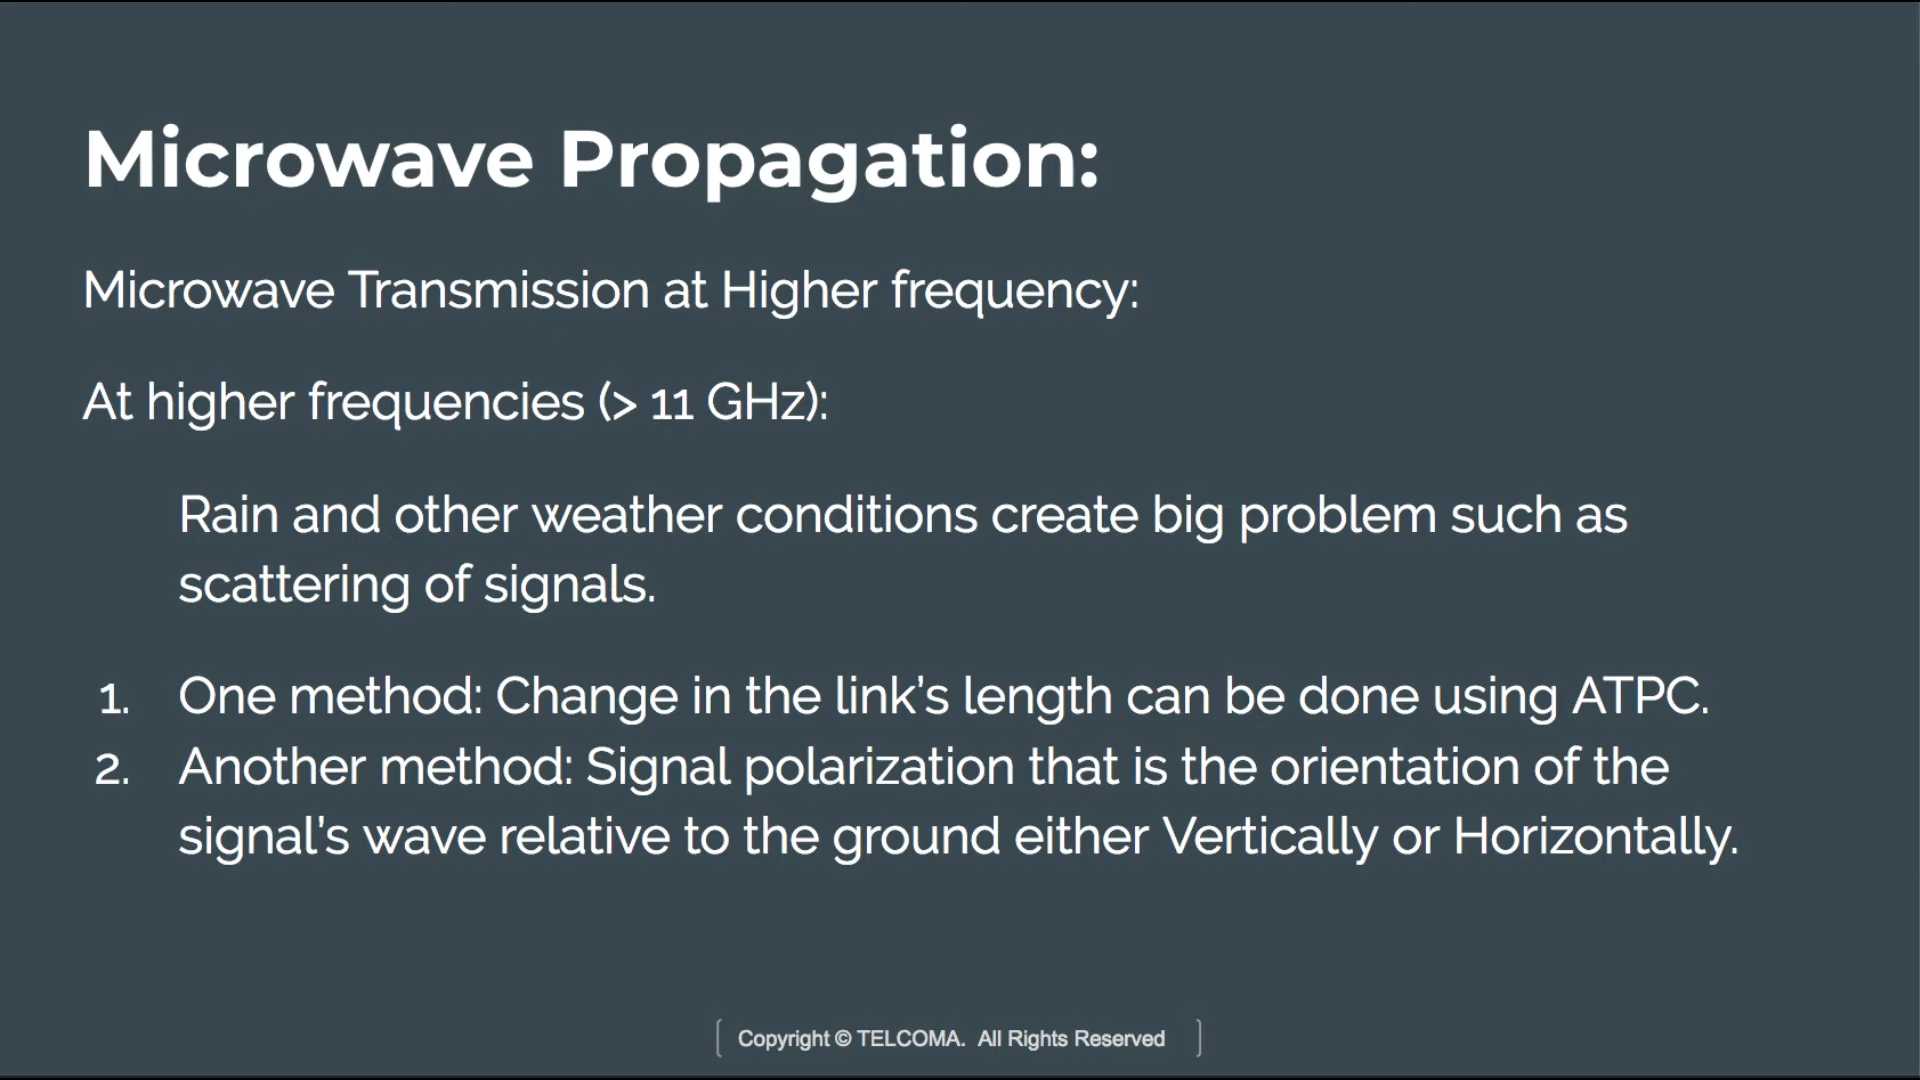 Microwave Propagation:
Microwave Transmission at Higher frequency:
At higher frequencies (> 11 GHz):
Rain and other weather conditions create big problem such as
scattering of signals.
1. One method: Change in the link's length can be done using ATPC.
2. Another method: Signal polarization that is the orientation of the
signal's wave relative to the ground either Vertically or Horizontally.
Copyright © TELCOMA. All Rights Reserved